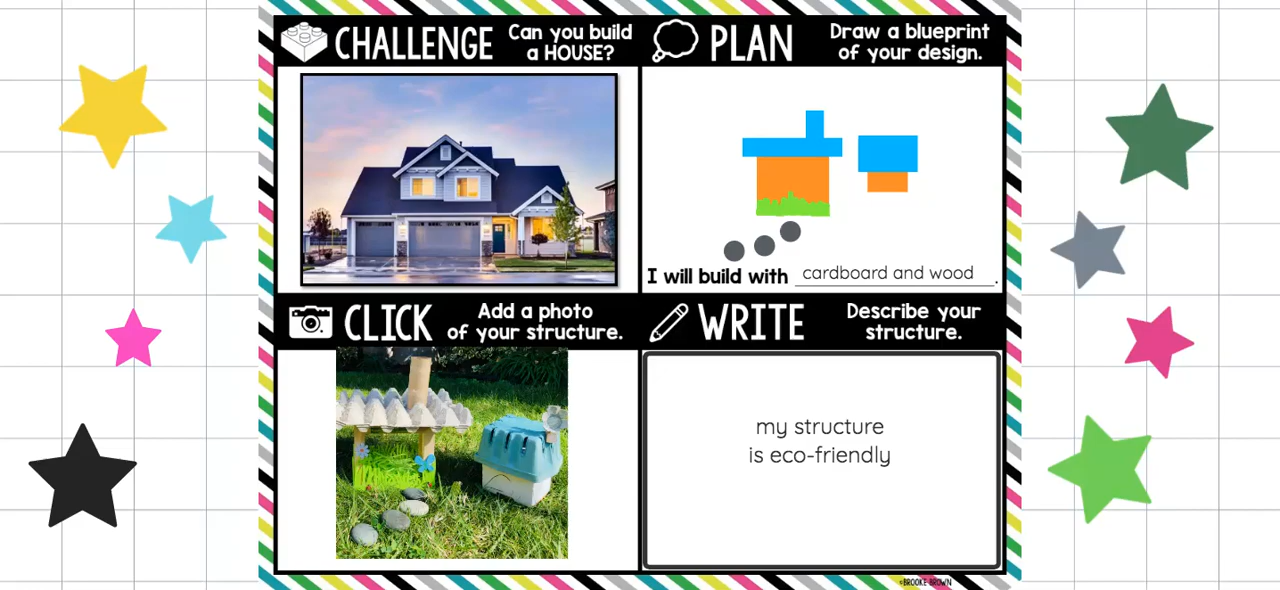 CHALLENGE
Can you build
a HOUSE?
PLAN
Draw a blueprint
of your design.
I will build with cardboard and wood.
CLICK
Add a photo
of your structure.
WRITE
Describe your
structure.
my structure
is eco-friendly
©BROOKE BROWN